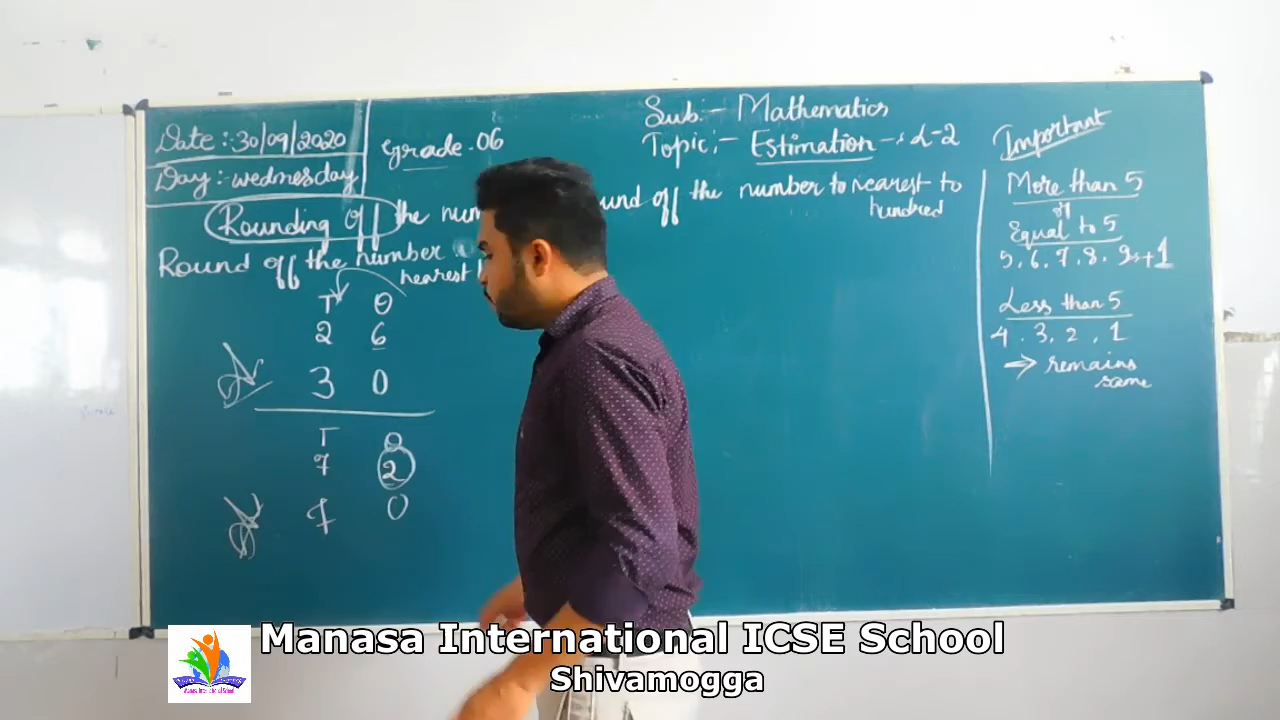 Date :- 30/09/2020
Day :- wednesday
Grade - 06
Sub :- Mathematics
Topic :- Estimation - : L-2
Rounding off the num
und off the number to nearest to
hundred
Round off the number
nearest
T O
2 6
3 0
T O
7 2
7 0
Important
More than 5
or
Equal to 5
5, 6, 7, 8, 9, +1
Less than 5
4, 3, 2, 1
→ remains
same
Manasa International ICSE School
Shivamogga